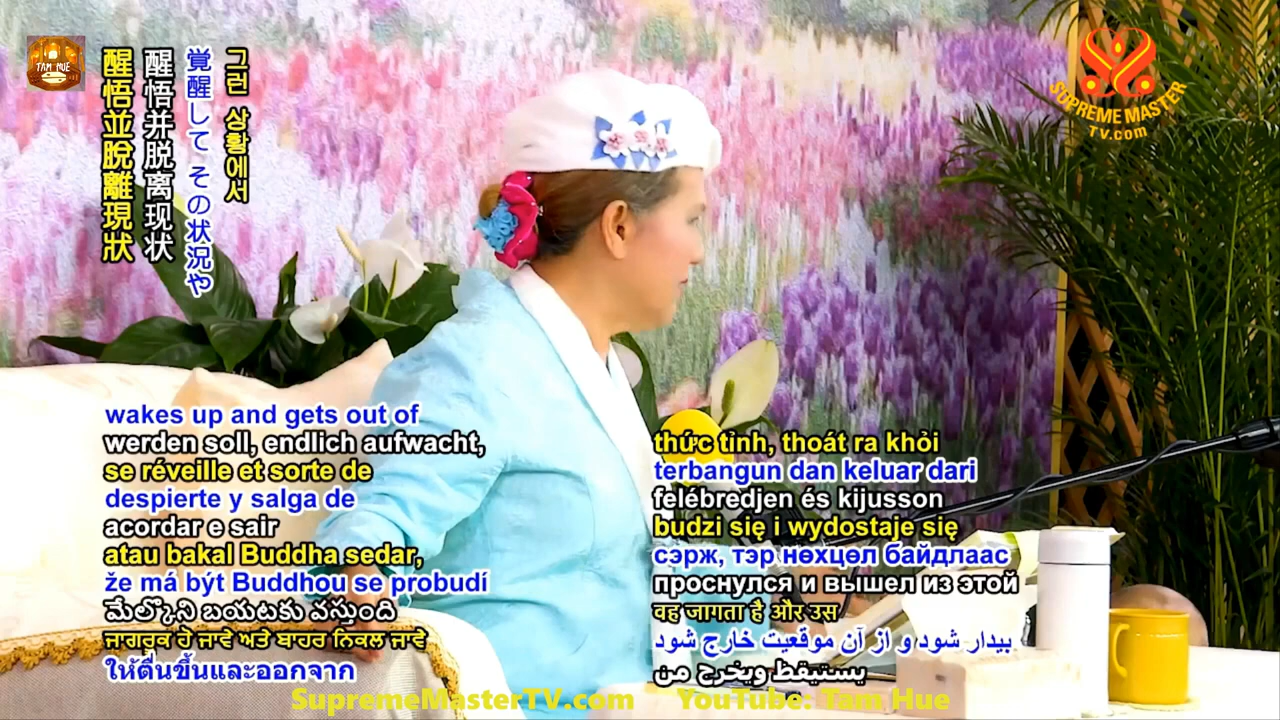 TAM HUE
SUPREME MASTER
TV.com
그런 상황에서
覚醒して その状況や
醒悟并脱离现状
醒悟並脫離現狀
wakes up and gets out of
werden soll, endlich aufwacht,
se réveille et sorte de
despierte y salga de
acordar e sair
atau bakal Buddha sedar,
že má být Buddhou se probudí
మేల్కొని బయటకు వస్తుంది
ਜਾਗਰੂਕ ਹੋ ਜਾਵੇ ਅਤੇ ਬਾਹਰ ਨਿਕਲ ਜਾਵੇ
ให้ตื่นขึ้นและออกจาก
thức tỉnh, thoát ra khỏi
terbangun dan keluar dari
felébredjen és kijusson
budzi się i wydostaje się
сэрж, тэр нөхцөл байдлаас
проснулся и вышел из этой
वह जागता है और उस
بیدار شود و از آن موقعیت خارج شود
يستيقظ ويخرج من
SupremeMasterTV.com YouTube: Tam Hue